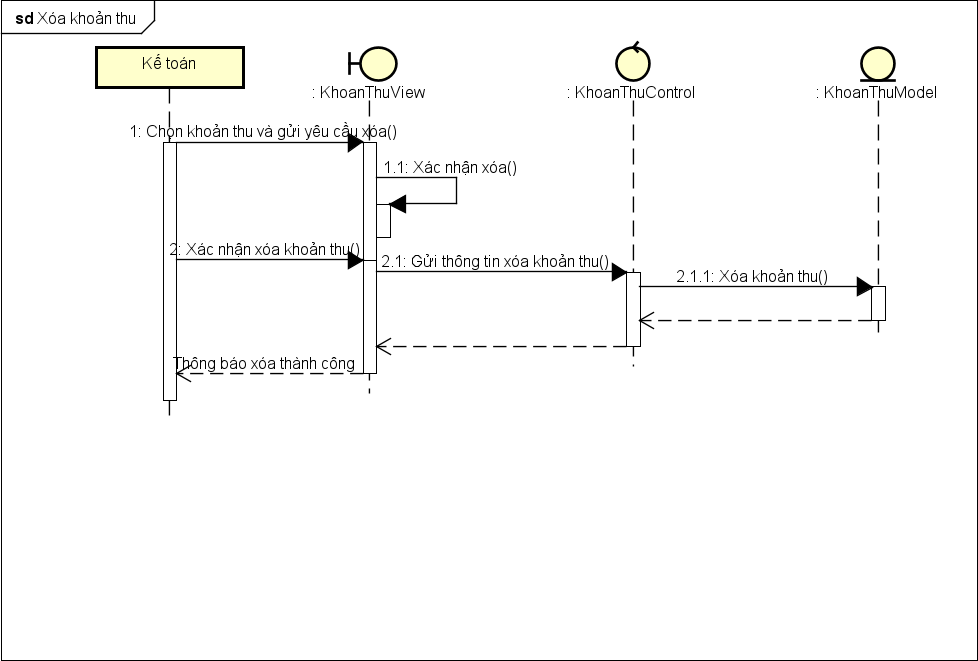 sd Xóa khoản thu
Kế toán
: KhoanThuView
: KhoanThuControl
: KhoanThuModel
1: Chọn khoản thu và gửi yêu cầu xóa()
1.1: Xác nhận xóa()
2: Xác nhận xóa khoản thu()
2.1: Gửi thông tin xóa khoản thu()
2.1.1: Xóa khoản thu()
Thông báo xóa thành công